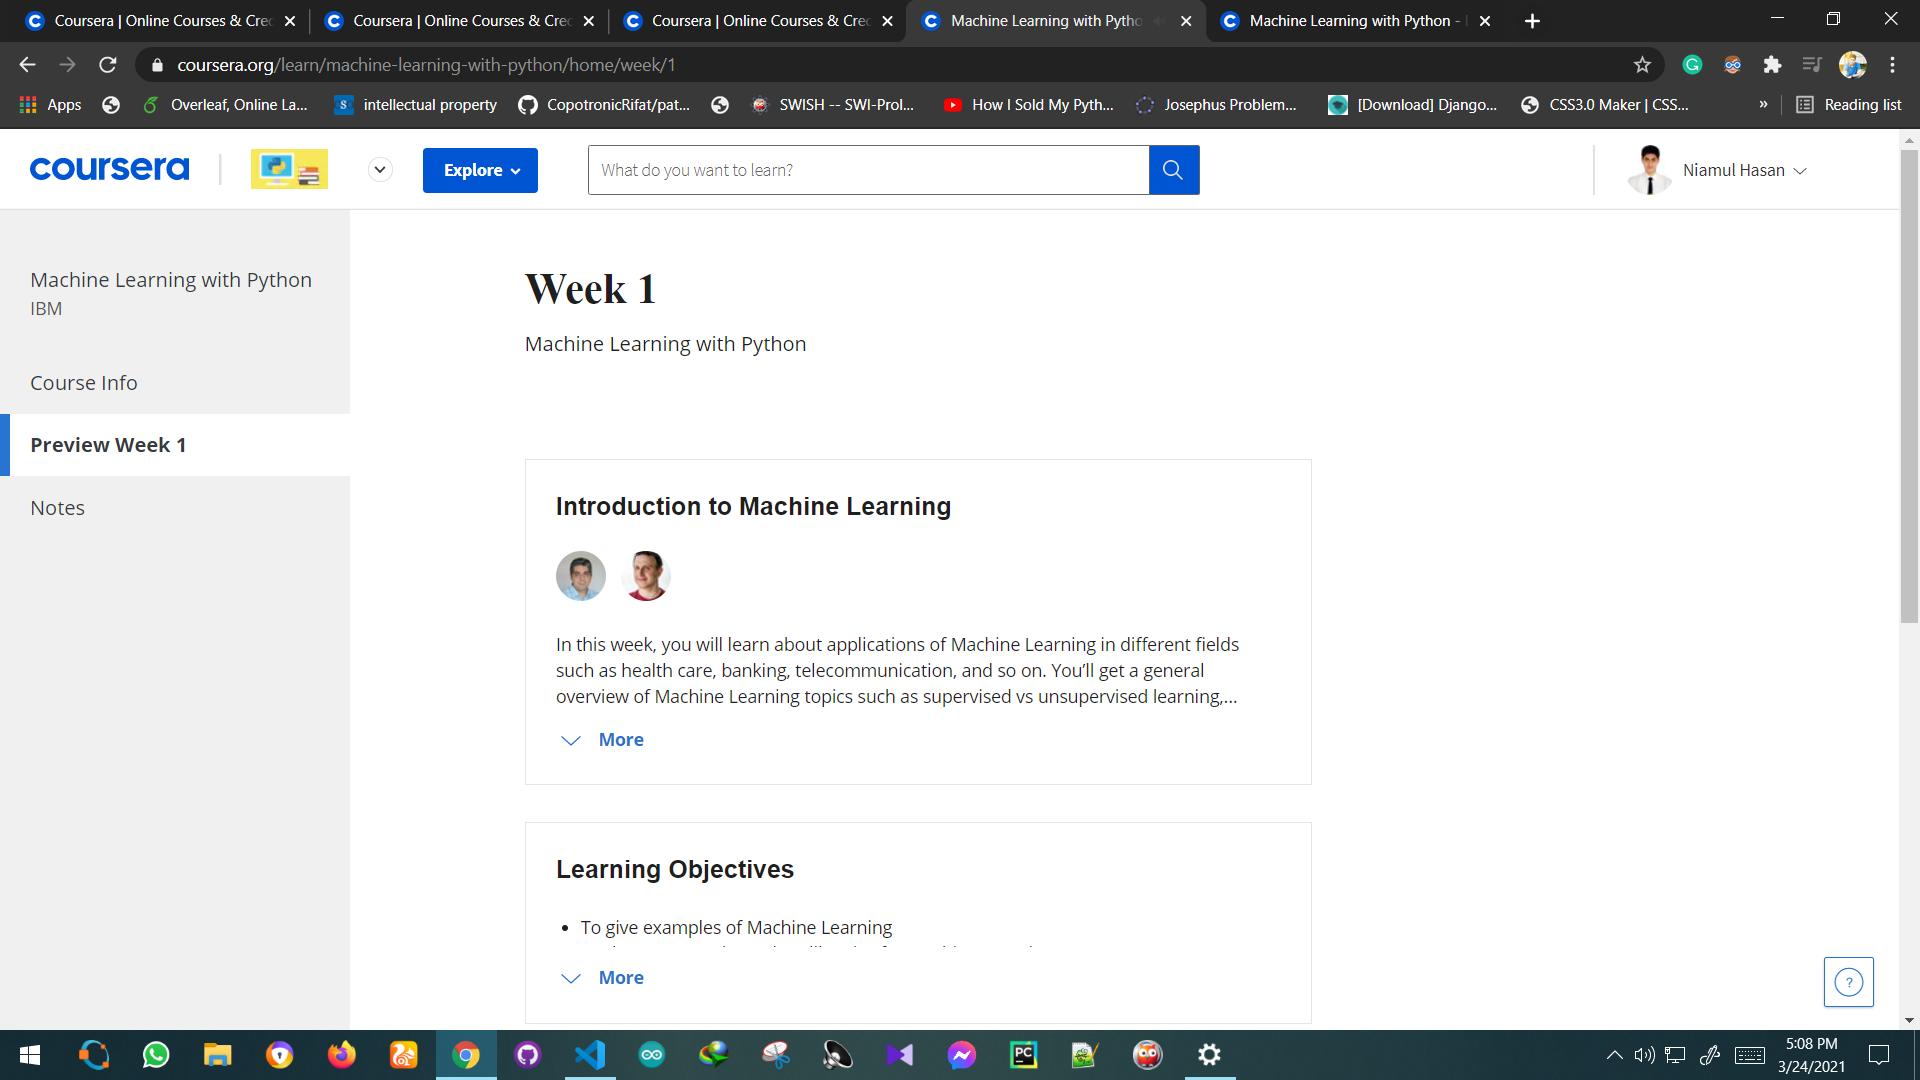 Coursera | Online Courses & Cre
Coursera | Online Courses & Cre
Coursera | Online Courses & Cre
Machine Learning with Pytho
Machine Learning with Python -
coursera.org/learn/machine-learning-with-python/home/week/1
Apps
Overleaf, Online La...
intellectual property
CopotronicRifat/pat...
SWISH -- SWI-Prol...
How I Sold My Pyth...
Josephus Problem...
[Download] Django...
CSS3.0 Maker | CSS...
»
Reading list
coursera
Explore
What do you want to learn?
Niamul Hasan
Machine Learning with Python
IBM
Course Info
Preview Week 1
Notes
Week 1
Machine Learning with Python
Introduction to Machine Learning
In this week, you will learn about applications of Machine Learning in different fields
such as health care, banking, telecommunication, and so on. You’ll get a general
overview of Machine Learning topics such as supervised vs unsupervised learning,...
More
Learning Objectives
• To give examples of Machine Learning
More
?
PC
5:08 PM
3/24/2021